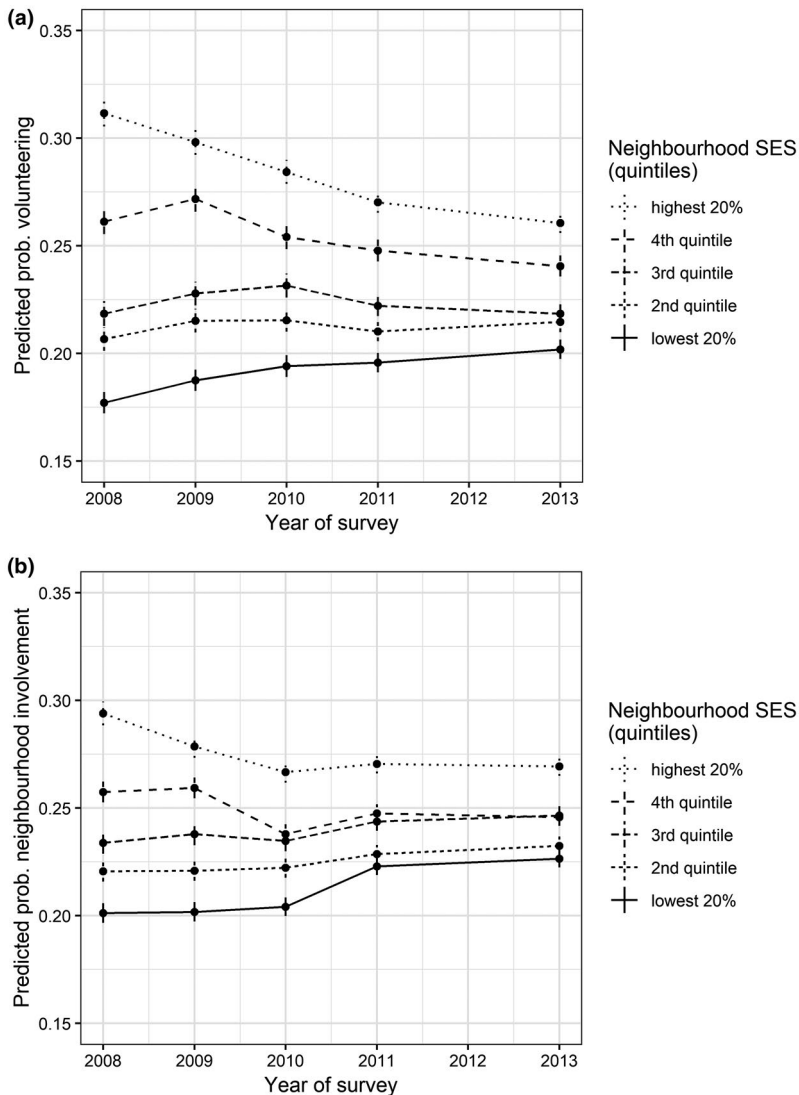 (a)
0.35
0.30
0.25
0.20
0.15
Predicted prob. volunteering
2008 2009 2010 2011 2012 2013
Year of survey
Neighbourhood SES
(quintiles)
highest 20%
4th quintile
3rd quintile
2nd quintile
lowest 20%
(b)
0.35
0.30
0.25
0.20
0.15
Predicted prob. neighbourhood involvement
2008 2009 2010 2011 2012 2013
Year of survey
Neighbourhood SES
(quintiles)
highest 20%
4th quintile
3rd quintile
2nd quintile
lowest 20%